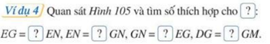 Ví dụ 4 Quan sát Hình 105 và tìm số thích hợp cho ? :
EG = ? EN, EN = ? GN, GN = ? EG, DG = ? GM.